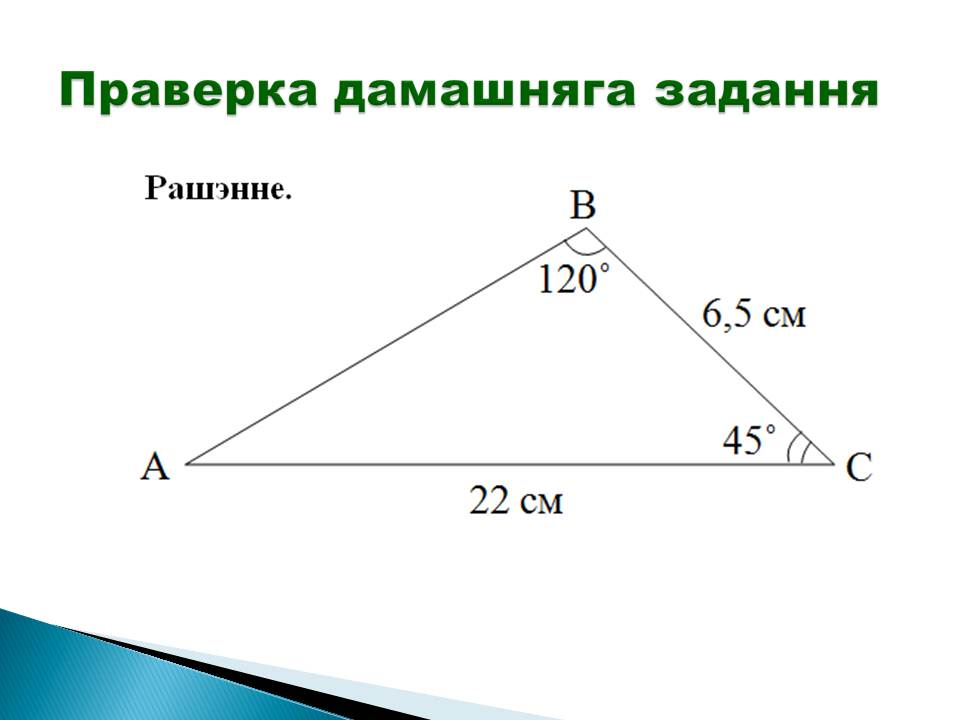 Праверка дамашняга задання
Рашэнне.
В
120°
6,5 см
45°
А
С
22 см